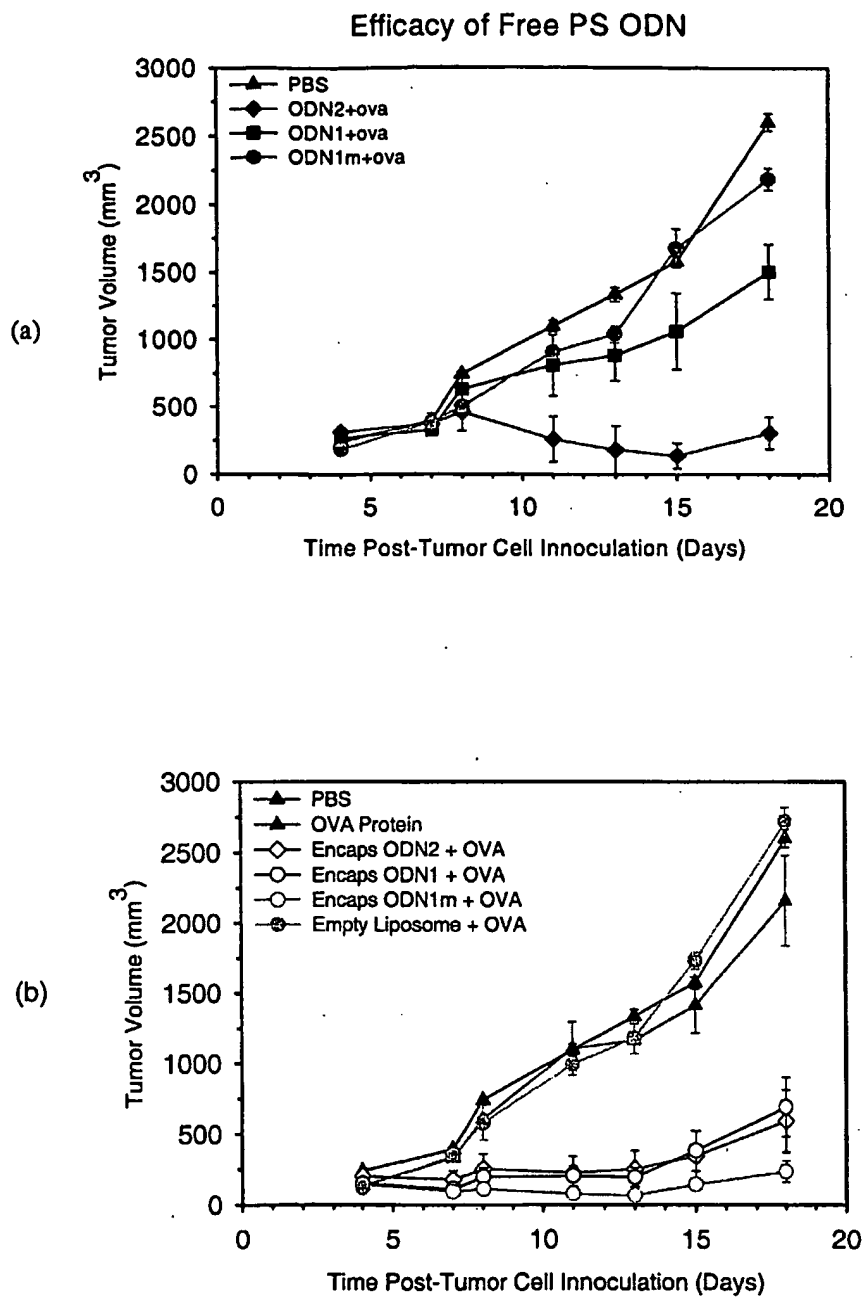 Efficacy of Free PS ODN
(a)
Tumor Volume (mm3)
3000
2500
2000
1500
1000
500
0
PBS
ODN2+ova
ODN1+ova
ODN1m+ova
0 5 10 15 20
Time Post-Tumor Cell Innoculation (Days)
(b)
Tumor Volume (mm3)
3000
2500
2000
1500
1000
500
0
PBS
OVA Protein
Encaps ODN2 + OVA
Encaps ODN1 + OVA
Encaps ODN1m + OVA
Empty Liposome + OVA
0 5 10 15 20
Time Post-Tumor Cell Innoculation (Days)